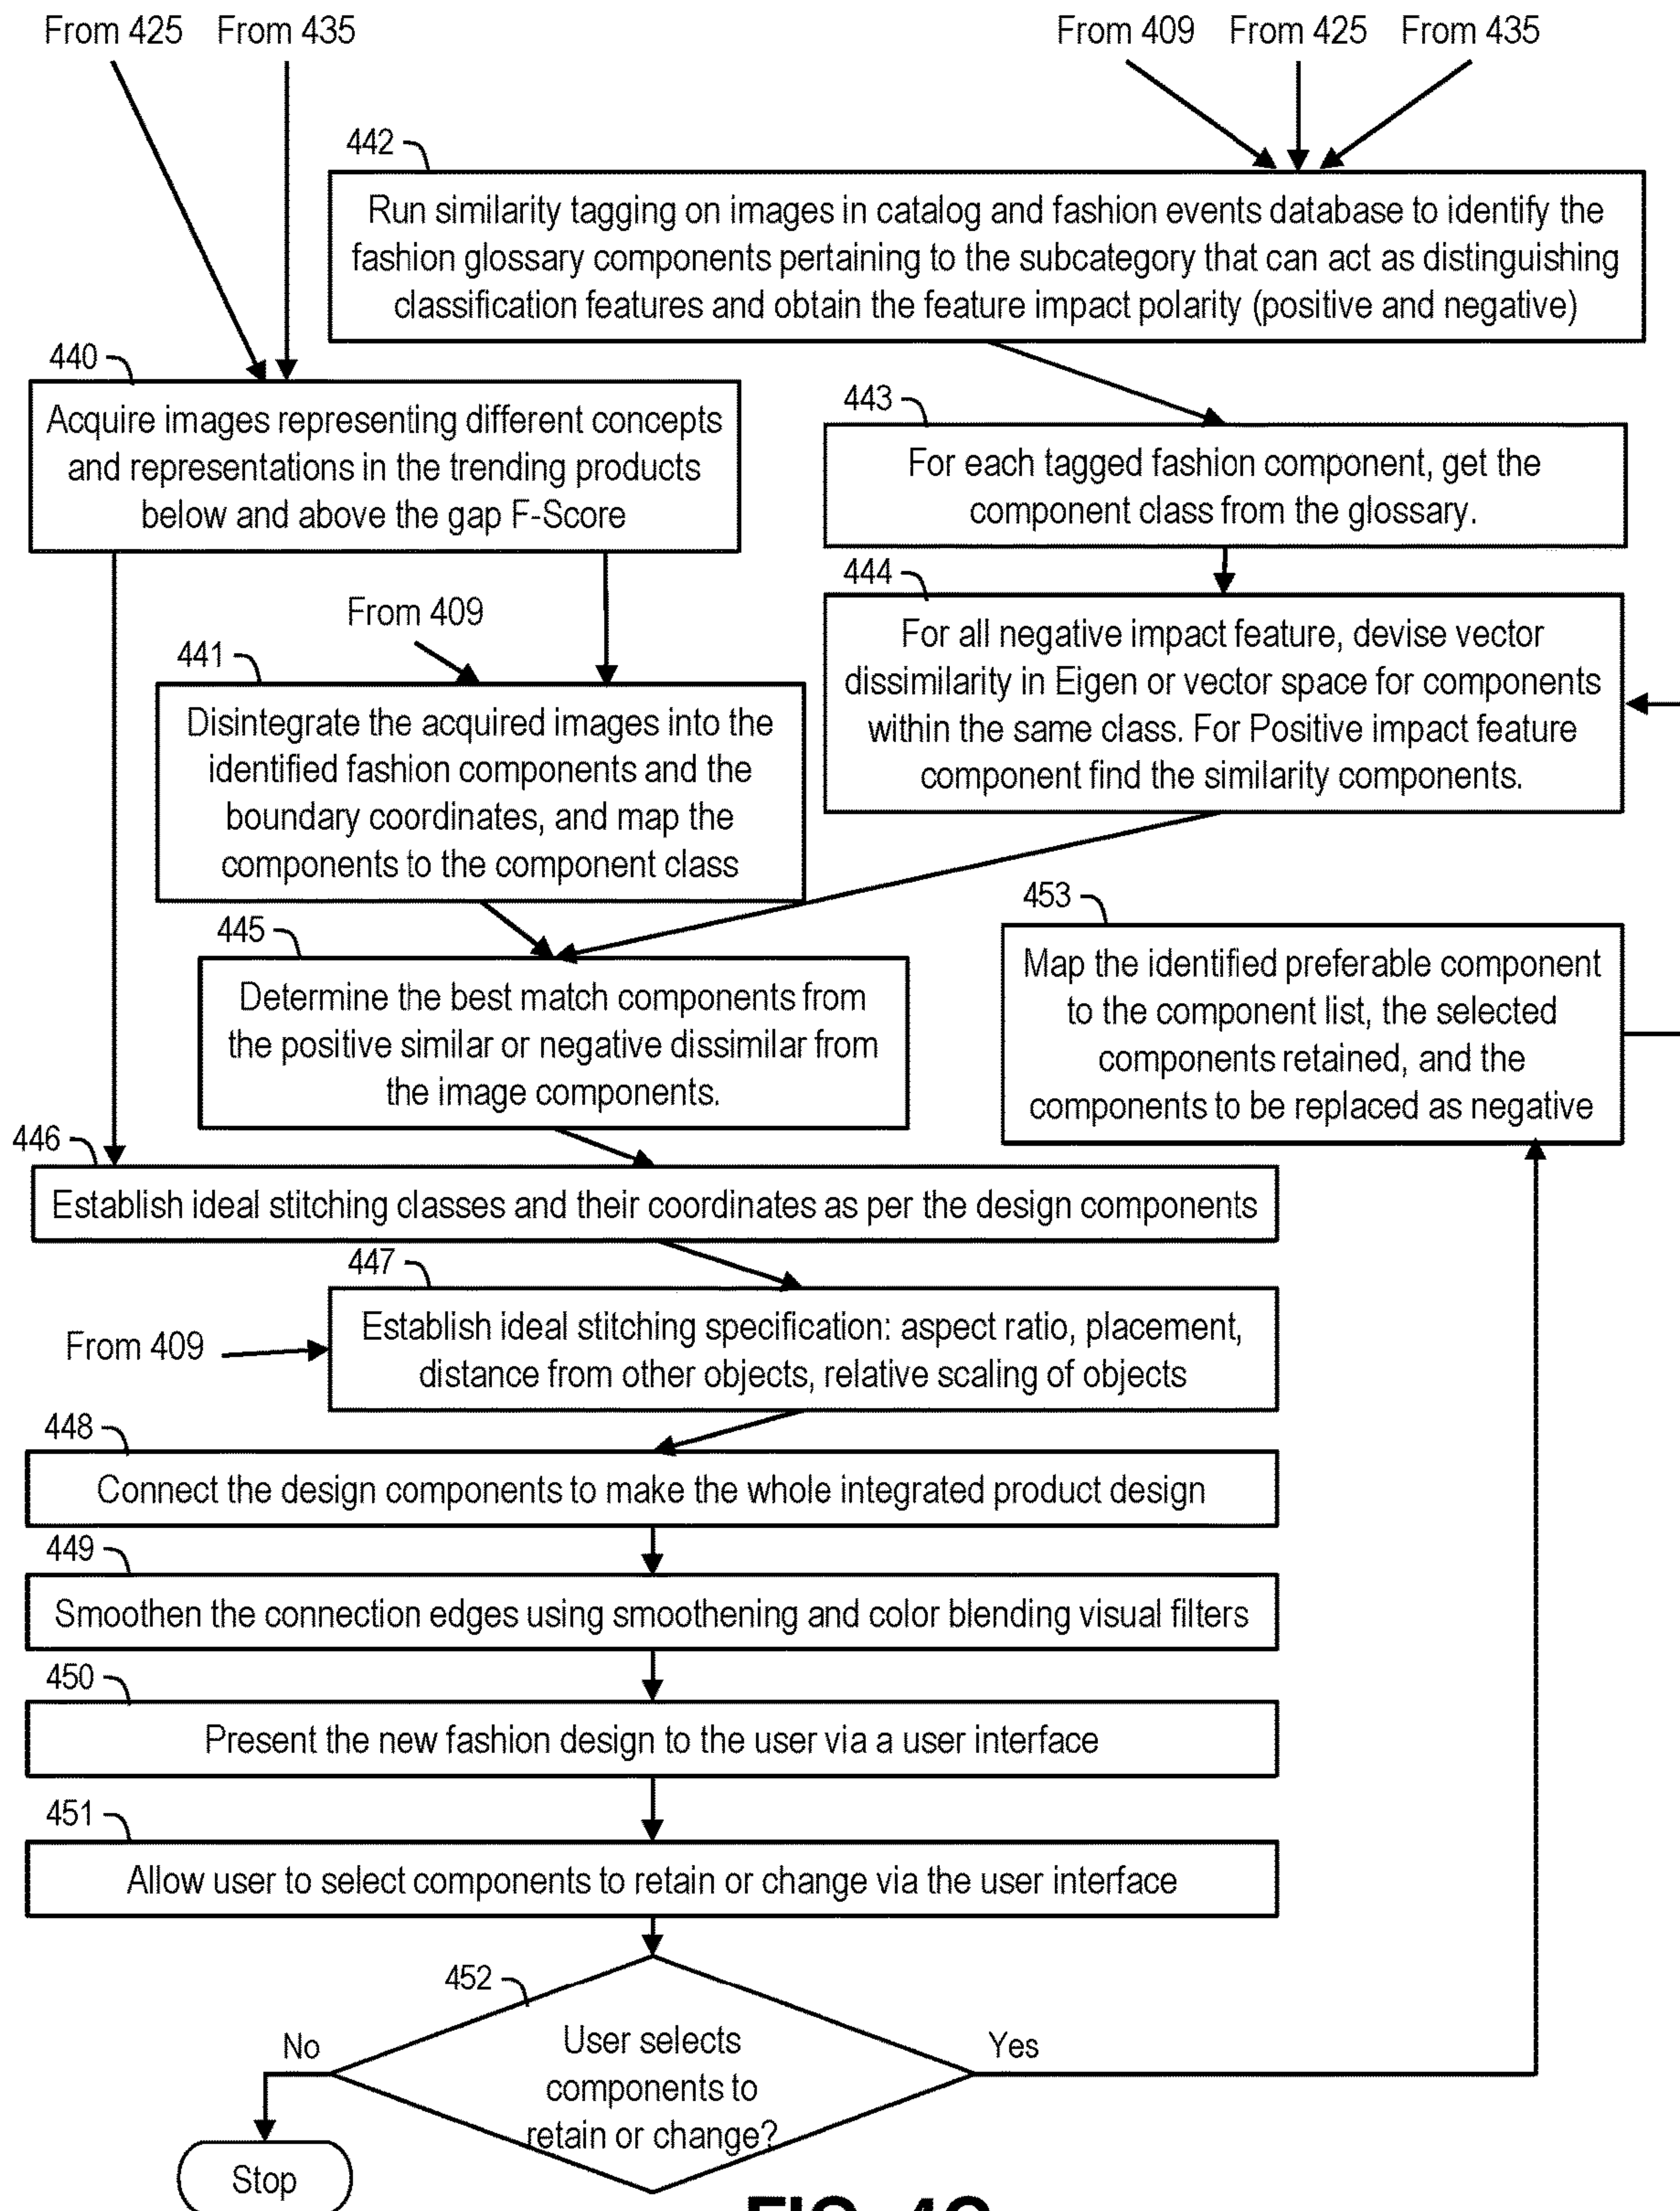 From 425 From 435
From 409 From 425 From 435
442
Run similarity tagging on images in catalog and fashion events database to identify the
fashion glossary components pertaining to the subcategory that can act as distinguishing
classification features and obtain the feature impact polarity (positive and negative)
440
Acquire images representing different concepts
and representations in the trending products
below and above the gap F-Score
443
For each tagged fashion component, get the
component class from the glossary.
444
For all negative impact feature, devise vector
dissimilarity in Eigen or vector space for components
within the same class. For Positive impact feature
component find the similarity components.
From 409
441
Disintegrate the acquired images into the
identified fashion components and the
boundary coordinates, and map the
components to the component class
453
Map the identified preferable component
to the component list, the selected
components retained, and the
components to be replaced as negative
445
Determine the best match components from
the positive similar or negative dissimilar from
the image components.
446
Establish ideal stitching classes and their coordinates as per the design components
447
From 409
Establish ideal stitching specification: aspect ratio, placement,
distance from other objects, relative scaling of objects
448
Connect the design components to make the whole integrated product design
449
Smoothen the connection edges using smoothening and color blending visual filters
450
Present the new fashion design to the user via a user interface
451
Allow user to select components to retain or change via the user interface
452
User selects
components to
retain or change?
No
Yes
Stop